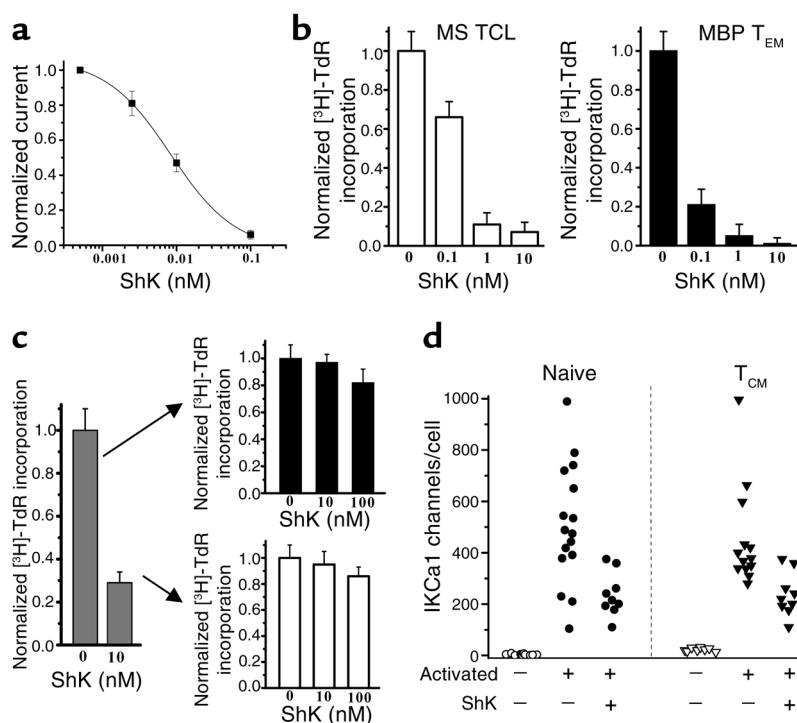 a
Normalized current
1.0
0.8
0.6
0.4
0.2
0.0
0.001 0.01 0.1
ShK (nM)
b
MS TCL
Normalized [³H]-TdR
incorporation
1.0
0.8
0.6
0.4
0.2
0.0
0 0.1 1 10
ShK (nM)
MBP T_EM
Normalized [³H]-TdR
incorporation
1.0
0.8
0.6
0.4
0.2
0.0
0 0.1 1 10
ShK (nM)
c
Normalized [³H]-TdR incorporation
1.0
0.8
0.6
0.4
0.2
0.0
0 10
ShK (nM)
Normalized [³H]-TdR
incorporation
1.0
0.8
0.6
0.4
0.2
0.0
0 10 100
ShK (nM)
Normalized [³H]-TdR
incorporation
1.0
0.8
0.6
0.4
0.2
0.0
0 10 100
ShK (nM)
d
Naive T_CM
IKCa1 channels/cell
1000
800
600
400
200
0
Activated – + + – + +
ShK – – + – – +